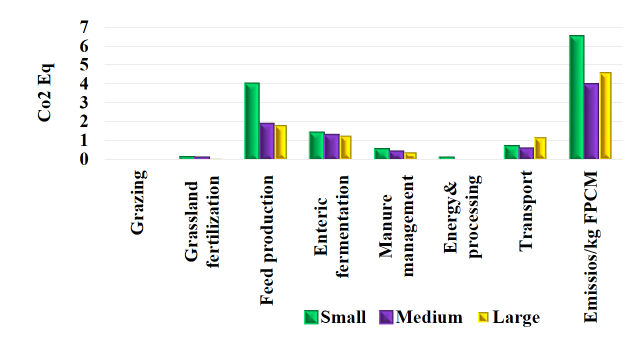 7
6
5
4
3
2
1
0
Co2 Eq
Grazing
Grassland
fertilization
Feed production
Enteric
fermentation
Manure
management
Energy&
processing
Transport
Emissios/kg FPCM
Small Medium Large